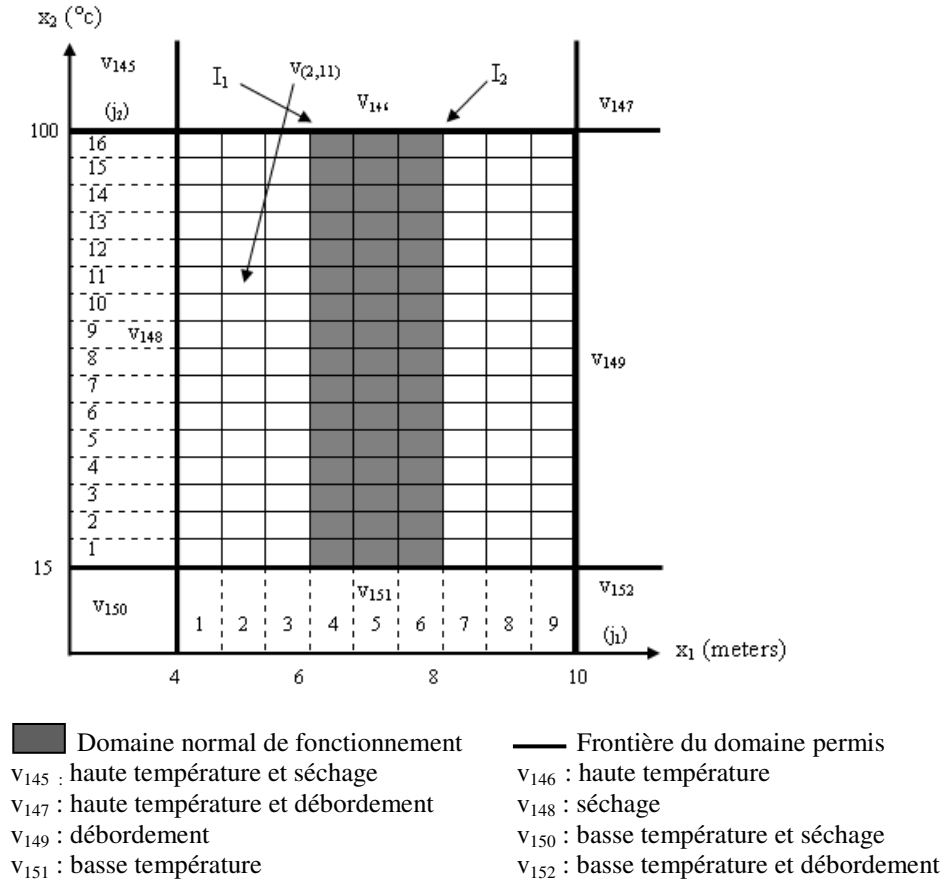 x₂ (°c)
v₁₄₅
I₁
v₍₂,₁₁₎
v₁₄₆
I₂
v₁₄₇
(j₂)
100
16
15
14
13
12
11
10
9
v₁₄₈
8
v₁₄₉
7
6
5
4
3
2
1
15
v₁₅₀
v₁₅₁
v₁₅₂
1 2 3 4 5 6 7 8 9
(j₁)
x₁ (meters)
4 6 8 10
Domaine normal de fonctionnement
Frontière du domaine permis
v₁₄₅ : haute température et séchage
v₁₄₆ : haute température
v₁₄₇ : haute température et débordement
v₁₄₈ : séchage
v₁₄₉ : débordement
v₁₅₀ : basse température et séchage
v₁₅₁ : basse température
v₁₅₂ : basse température et débordement